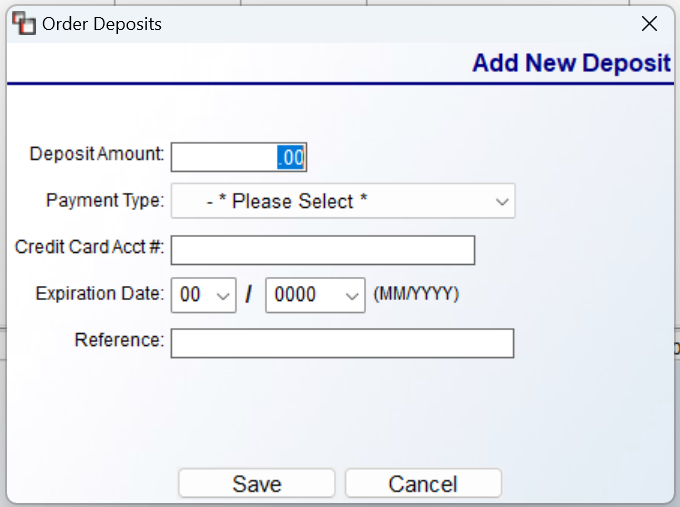 Order Deposits
Add New Deposit
Deposit Amount: .00
Payment Type: - * Please Select *
Credit Card Acct #:
Expiration Date: 00 / 0000 (MM/YYYY)
Reference:
Save Cancel